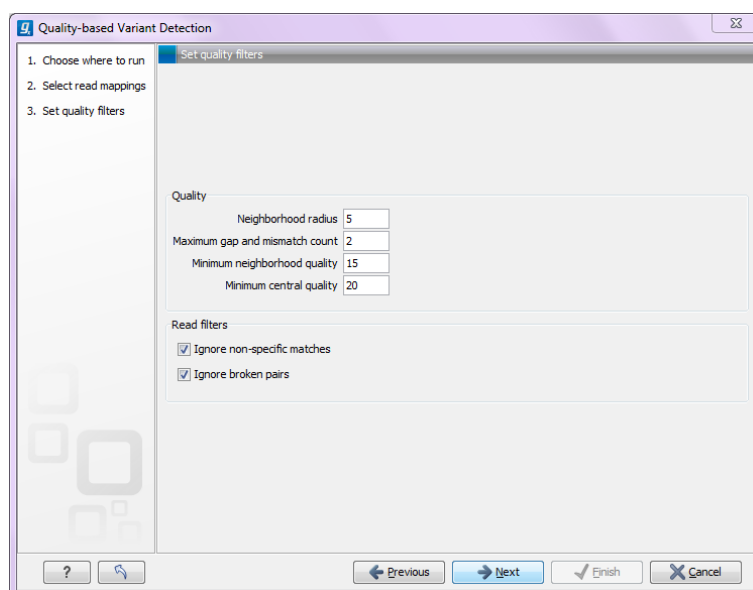 Quality-based Variant Detection
1. Choose where to run
2. Select read mappings
3. Set quality filters
Set quality filters
Quality
Neighborhood radius 5
Maximum gap and mismatch count 2
Minimum neighborhood quality 15
Minimum central quality 20
Read filters
Ignore non-specific matches
Ignore broken pairs
? Previous Next Finish Cancel